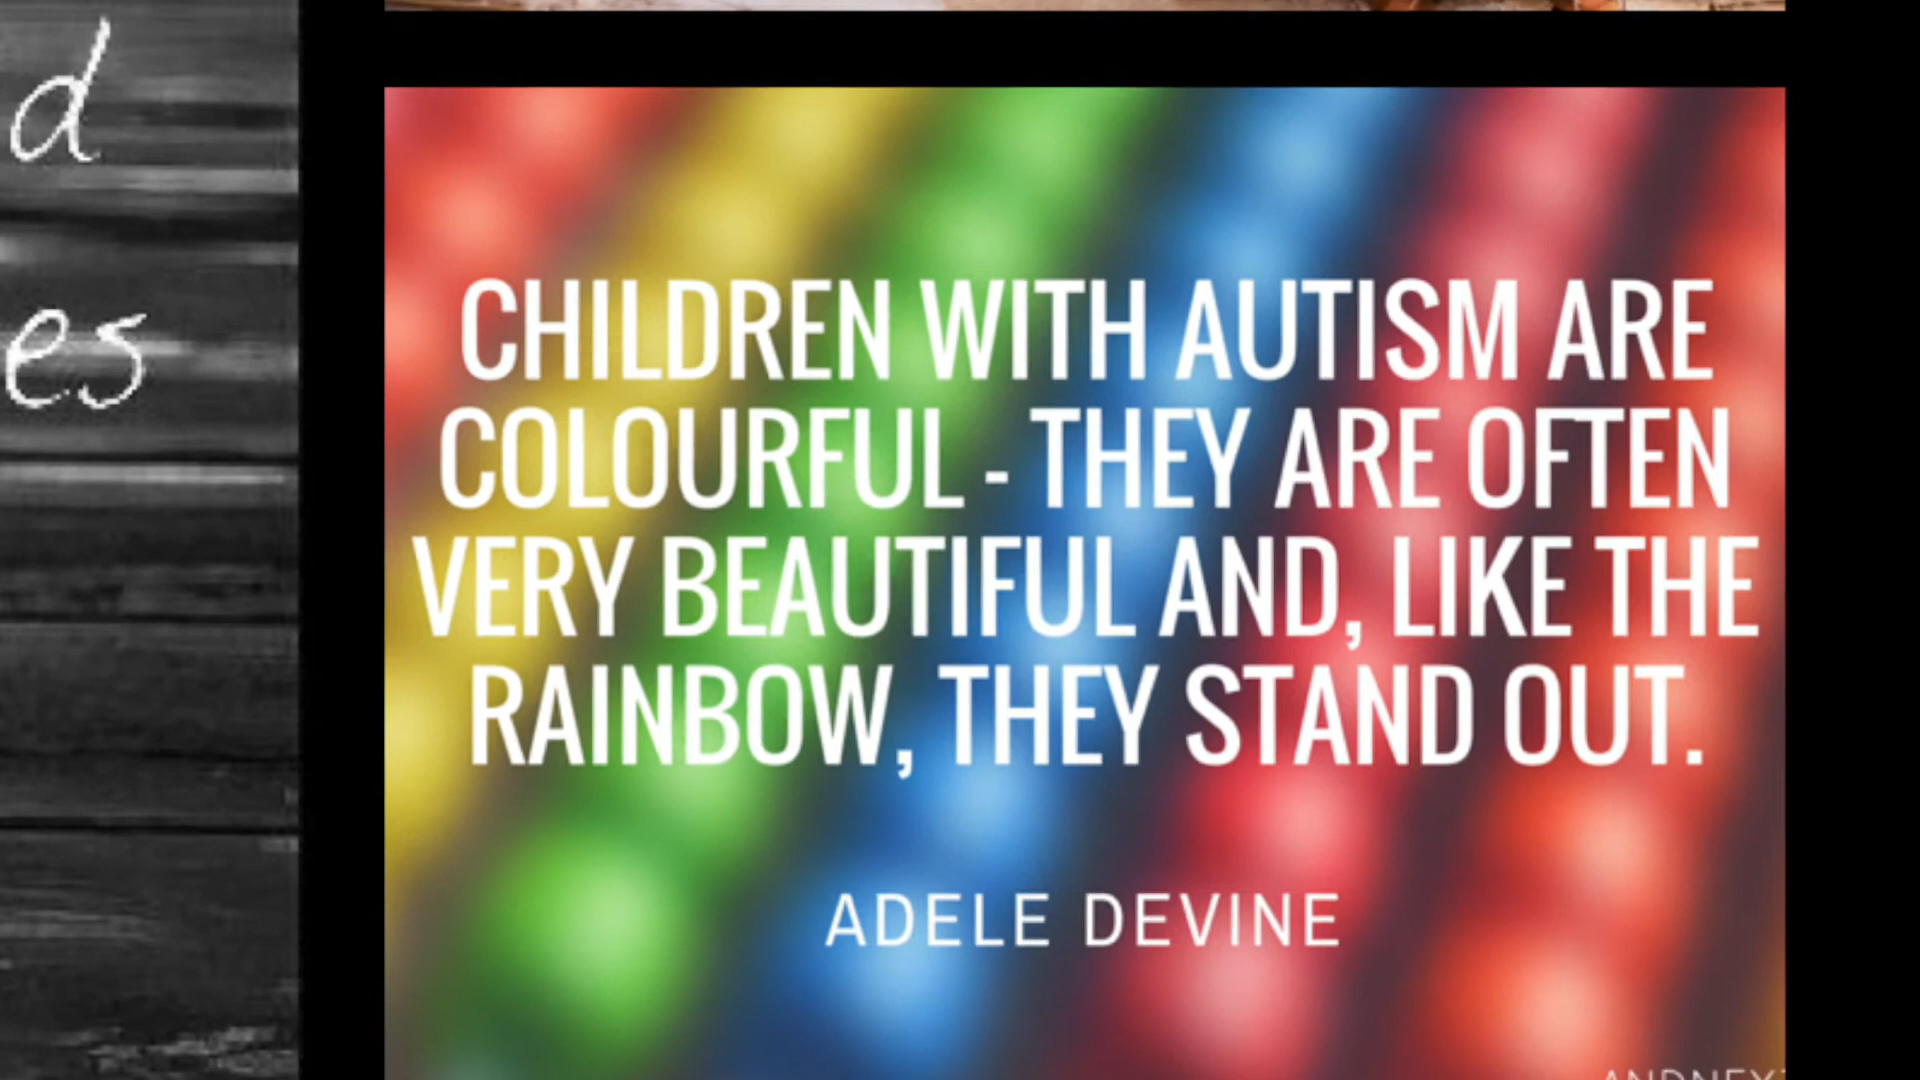 d
es
CHILDREN WITH AUTISM ARE
COLOURFUL - THEY ARE OFTEN
VERY BEAUTIFUL AND, LIKE THE
RAINBOW, THEY STAND OUT.
ADELE DEVINE